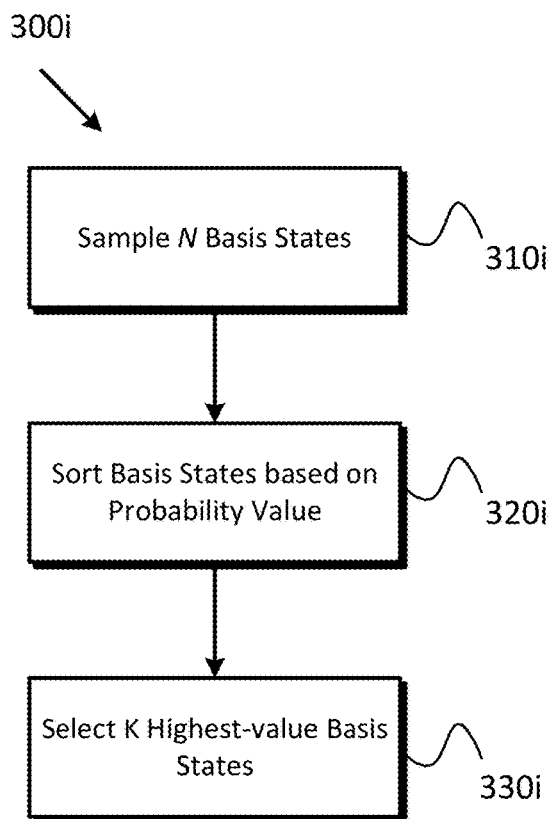 300i
Sample N Basis States
310i
Sort Basis States based on
Probability Value
320i
Select K Highest-value Basis
States
330i